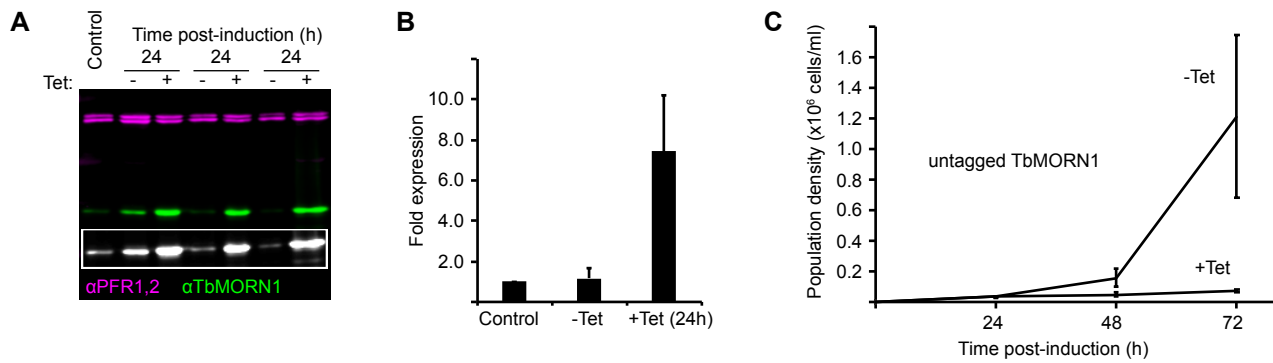 A
Control
Time post-induction (h)
24 24 24
Tet: - + - + - +
αPFR1,2 αTbMORN1
B
Fold expression
10.0
8.0
6.0
4.0
2.0
Control -Tet +Tet (24h)
C
Population density (x10⁶ cells/ml)
1.6
1.4
1.2
1.0
0.8
0.6
0.4
0.2
-Tet
untagged TbMORN1
+Tet
24 48 72
Time post-induction (h)